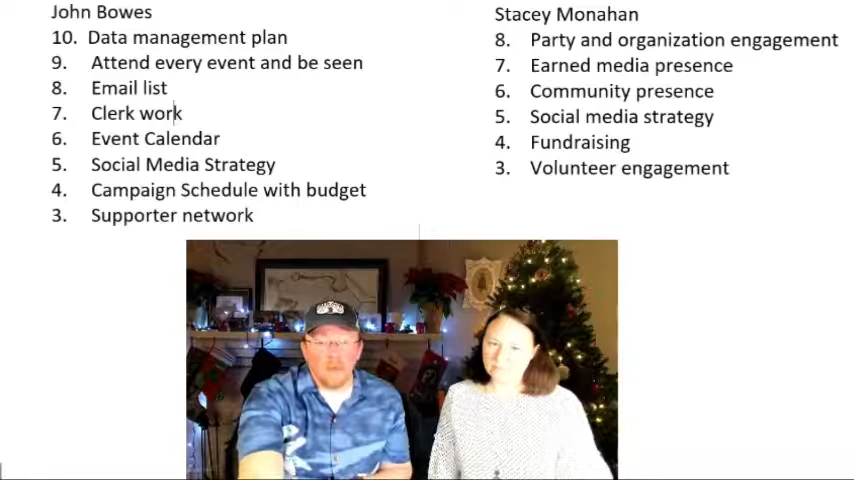 John Bowes
10. Data management plan
9. Attend every event and be seen
8. Email list
7. Clerk work
6. Event Calendar
5. Social Media Strategy
4. Campaign Schedule with budget
3. Supporter network
Stacey Monahan
8. Party and organization engagement
7. Earned media presence
6. Community presence
5. Social media strategy
4. Fundraising
3. Volunteer engagement